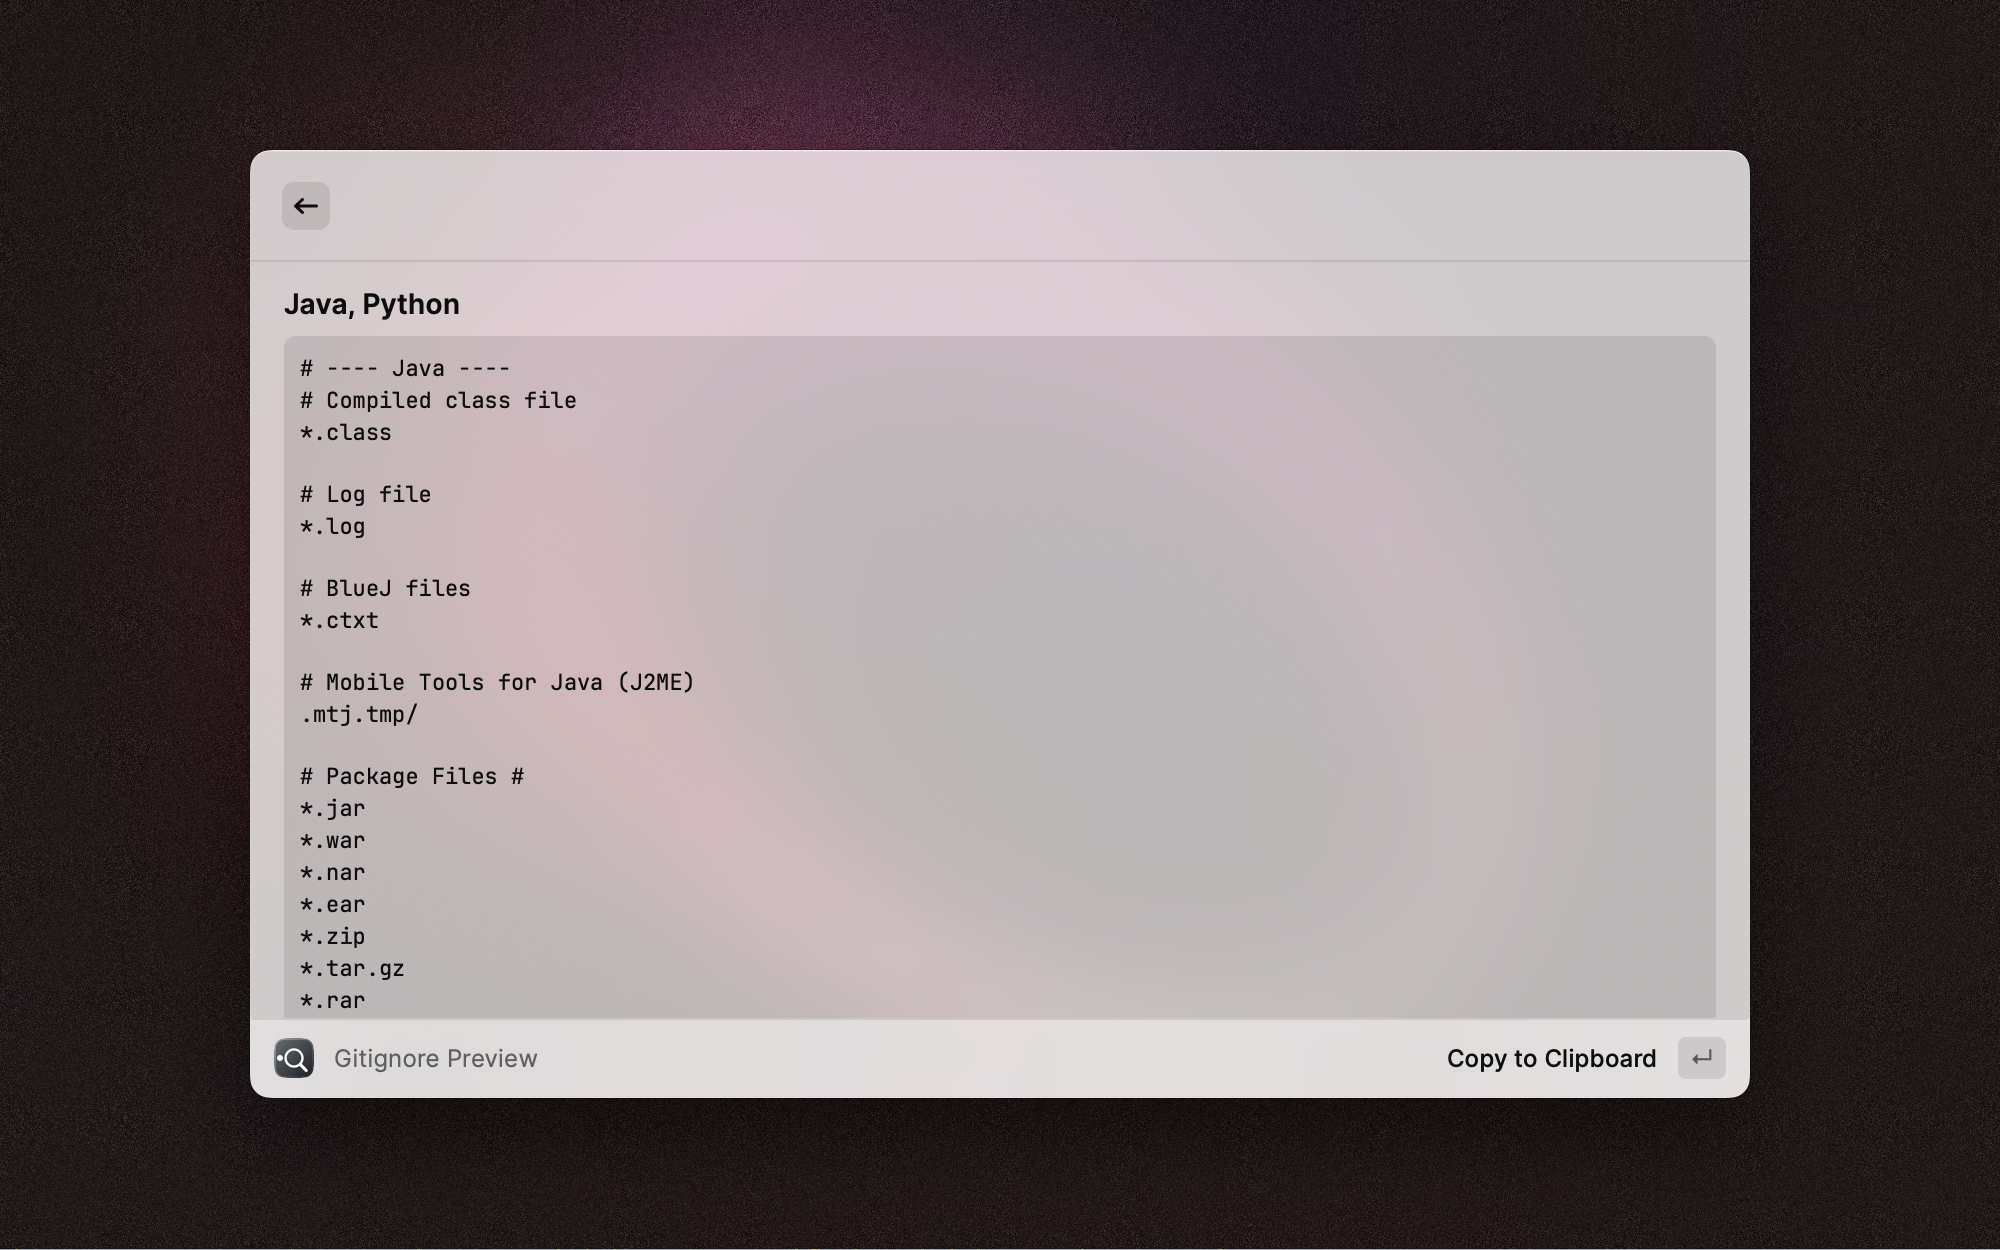 Java, Python
# ---- Java ----
# Compiled class file
*.class
# Log file
*.log
# BlueJ files
*.ctxt
# Mobile Tools for Java (J2ME)
.mtj.tmp/
# Package Files #
*.jar
*.war
*.nar
*.ear
*.zip
*.tar.gz
*.rar
Gitignore Preview
Copy to Clipboard